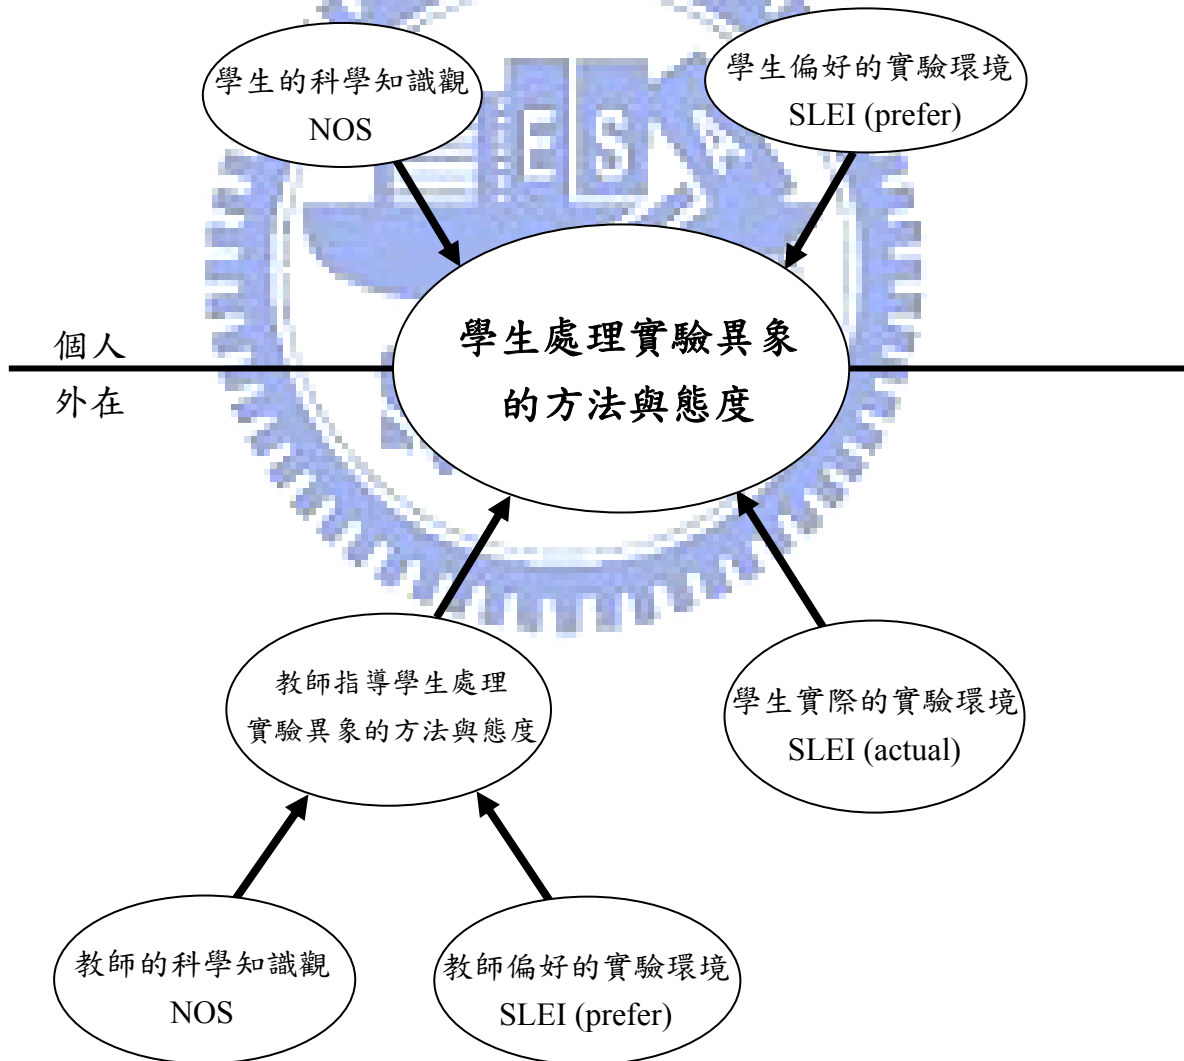 學生的科學知識觀
NOS
學生偏好的實驗環境
SLEI (prefer)
E S A
學生處理實驗異象
的方法與態度
個人
外在
教師指導學生處理
實驗異象的方法與態度
學生實際的實驗環境
SLEI (actual)
教師的科學知識觀
NOS
教師偏好的實驗環境
SLEI (prefer)